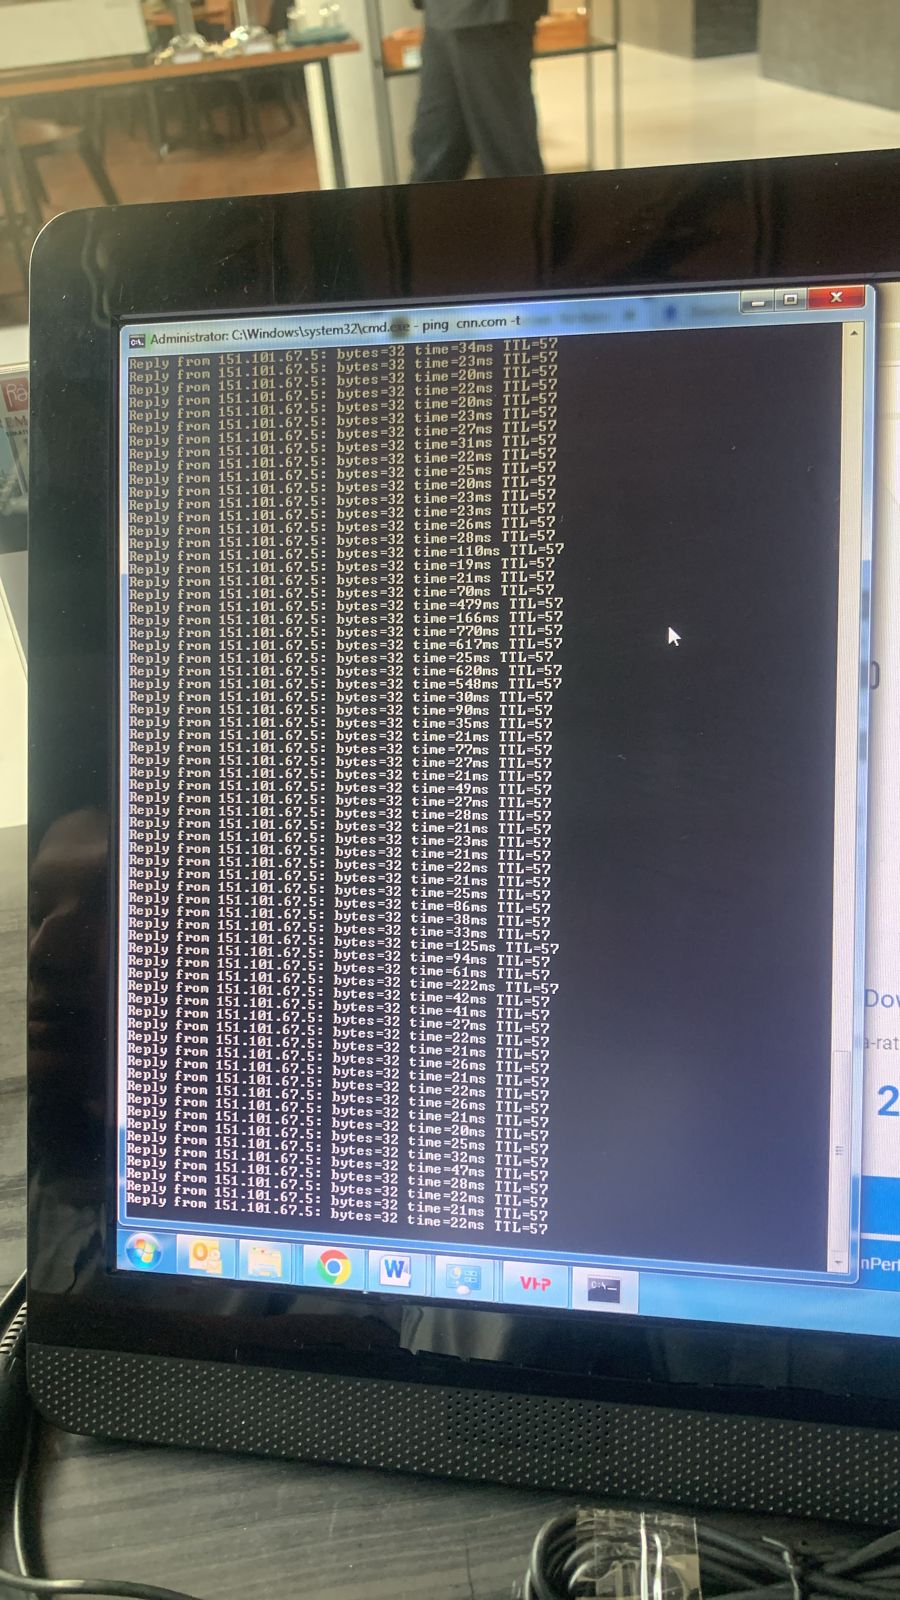 Administrator: C:\Windows\system32\cmd.exe - ping cnn.com -t
Reply from 151.101.67.5: bytes=32 time=34ms TTL=57
Reply from 151.101.67.5: bytes=32 time=23ms TTL=57
Reply from 151.101.67.5: bytes=32 time=20ms TTL=57
Reply from 151.101.67.5: bytes=32 time=22ms TTL=57
Reply from 151.101.67.5: bytes=32 time=20ms TTL=57
Reply from 151.101.67.5: bytes=32 time=23ms TTL=57
Reply from 151.101.67.5: bytes=32 time=27ms TTL=57
Reply from 151.101.67.5: bytes=32 time=31ms TTL=57
Reply from 151.101.67.5: bytes=32 time=22ms TTL=57
Reply from 151.101.67.5: bytes=32 time=25ms TTL=57
Reply from 151.101.67.5: bytes=32 time=20ms TTL=57
Reply from 151.101.67.5: bytes=32 time=23ms TTL=57
Reply from 151.101.67.5: bytes=32 time=23ms TTL=57
Reply from 151.101.67.5: bytes=32 time=26ms TTL=57
Reply from 151.101.67.5: bytes=32 time=28ms TTL=57
Reply from 151.101.67.5: bytes=32 time=110ms TTL=57
Reply from 151.101.67.5: bytes=32 time=19ms TTL=57
Reply from 151.101.67.5: bytes=32 time=21ms TTL=57
Reply from 151.101.67.5: bytes=32 time=70ms TTL=57
Reply from 151.101.67.5: bytes=32 time=479ms TTL=57
Reply from 151.101.67.5: bytes=32 time=166ms TTL=57
Reply from 151.101.67.5: bytes=32 time=770ms TTL=57
Reply from 151.101.67.5: bytes=32 time=617ms TTL=57
Reply from 151.101.67.5: bytes=32 time=25ms TTL=57
Reply from 151.101.67.5: bytes=32 time=620ms TTL=57
Reply from 151.101.67.5: bytes=32 time=548ms TTL=57
Reply from 151.101.67.5: bytes=32 time=30ms TTL=57
Reply from 151.101.67.5: bytes=32 time=90ms TTL=57
Reply from 151.101.67.5: bytes=32 time=35ms TTL=57
Reply from 151.101.67.5: bytes=32 time=21ms TTL=57
Reply from 151.101.67.5: bytes=32 time=77ms TTL=57
Reply from 151.101.67.5: bytes=32 time=27ms TTL=57
Reply from 151.101.67.5: bytes=32 time=21ms TTL=57
Reply from 151.101.67.5: bytes=32 time=49ms TTL=57
Reply from 151.101.67.5: bytes=32 time=27ms TTL=57
Reply from 151.101.67.5: bytes=32 time=28ms TTL=57
Reply from 151.101.67.5: bytes=32 time=21ms TTL=57
Reply from 151.101.67.5: bytes=32 time=23ms TTL=57
Reply from 151.101.67.5: bytes=32 time=21ms TTL=57
Reply from 151.101.67.5: bytes=32 time=22ms TTL=57
Reply from 151.101.67.5: bytes=32 time=21ms TTL=57
Reply from 151.101.67.5: bytes=32 time=25ms TTL=57
Reply from 151.101.67.5: bytes=32 time=86ms TTL=57
Reply from 151.101.67.5: bytes=32 time=38ms TTL=57
Reply from 151.101.67.5: bytes=32 time=33ms TTL=57
Reply from 151.101.67.5: bytes=32 time=125ms TTL=57
Reply from 151.101.67.5: bytes=32 time=94ms TTL=57
Reply from 151.101.67.5: bytes=32 time=61ms TTL=57
Reply from 151.101.67.5: bytes=32 time=222ms TTL=57
Reply from 151.101.67.5: bytes=32 time=42ms TTL=57
Reply from 151.101.67.5: bytes=32 time=41ms TTL=57
Reply from 151.101.67.5: bytes=32 time=27ms TTL=57
Reply from 151.101.67.5: bytes=32 time=22ms TTL=57
Reply from 151.101.67.5: bytes=32 time=21ms TTL=57
Reply from 151.101.67.5: bytes=32 time=26ms TTL=57
Reply from 151.101.67.5: bytes=32 time=21ms TTL=57
Reply from 151.101.67.5: bytes=32 time=22ms TTL=57
Reply from 151.101.67.5: bytes=32 time=26ms TTL=57
Reply from 151.101.67.5: bytes=32 time=21ms TTL=57
Reply from 151.101.67.5: bytes=32 time=20ms TTL=57
Reply from 151.101.67.5: bytes=32 time=25ms TTL=57
Reply from 151.101.67.5: bytes=32 time=32ms TTL=57
Reply from 151.101.67.5: bytes=32 time=47ms TTL=57
Reply from 151.101.67.5: bytes=32 time=28ms TTL=57
Reply from 151.101.67.5: bytes=32 time=22ms TTL=57
Reply from 151.101.67.5: bytes=32 time=21ms TTL=57
Reply from 151.101.67.5: bytes=32 time=22ms TTL=57
VHP